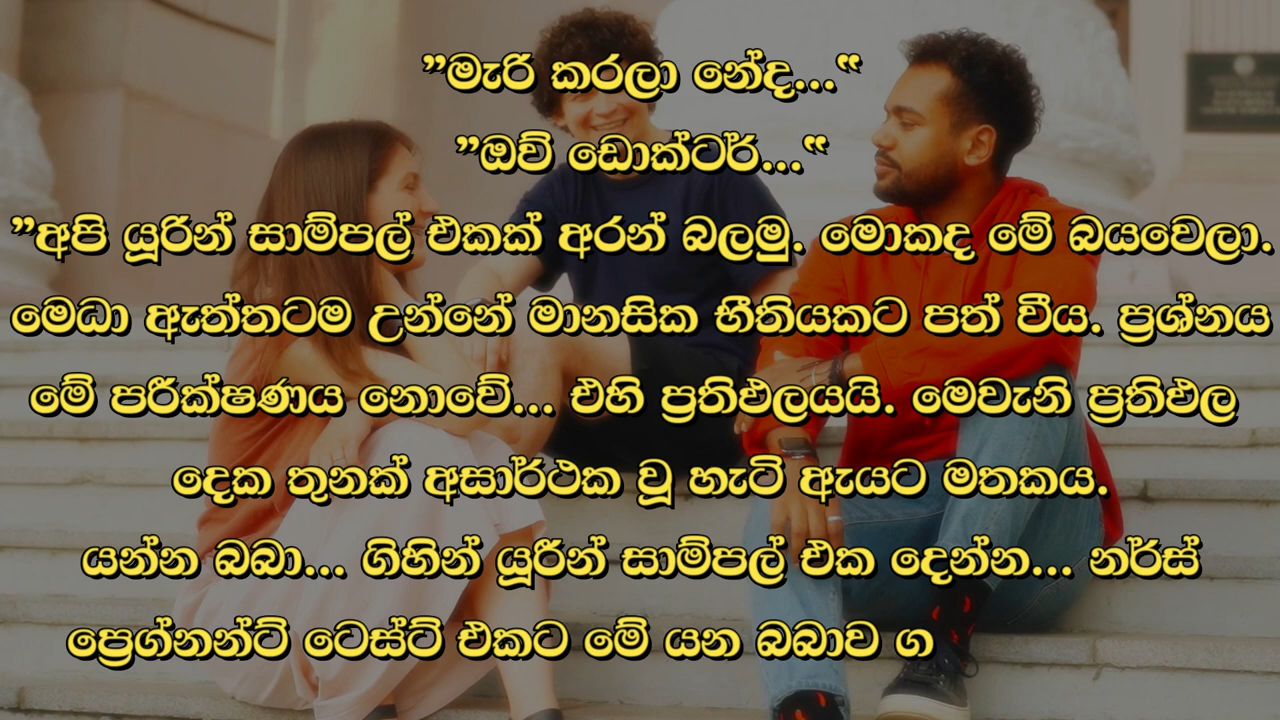 ”මැරි කරලා නේද...“
”ඔව් ඩොක්ටර්...“
”අපි යූරින් සාම්පල් එකක් අරන් බලමු. මොකද මේ බයවෙලා.
මෙධා ඇත්තටම උන්නේ මානසික භීතියකට පත් වීය. ප්‍රශ්නය
මේ පරීක්ෂණය නොවේ... එහි ප්‍රතිඵලයයි. මෙවැනි ප්‍රතිඵල
දෙක තුනක් අසාර්ථක වූ හැටි ඇයට මතකය.
යන්න බබා... ගිහින් යූරින් සාම්පල් එක දෙන්න... නර්ස්
ප්‍රෙග්නන්ට් ටෙස්ට් එකට මේ යන බබාව ග